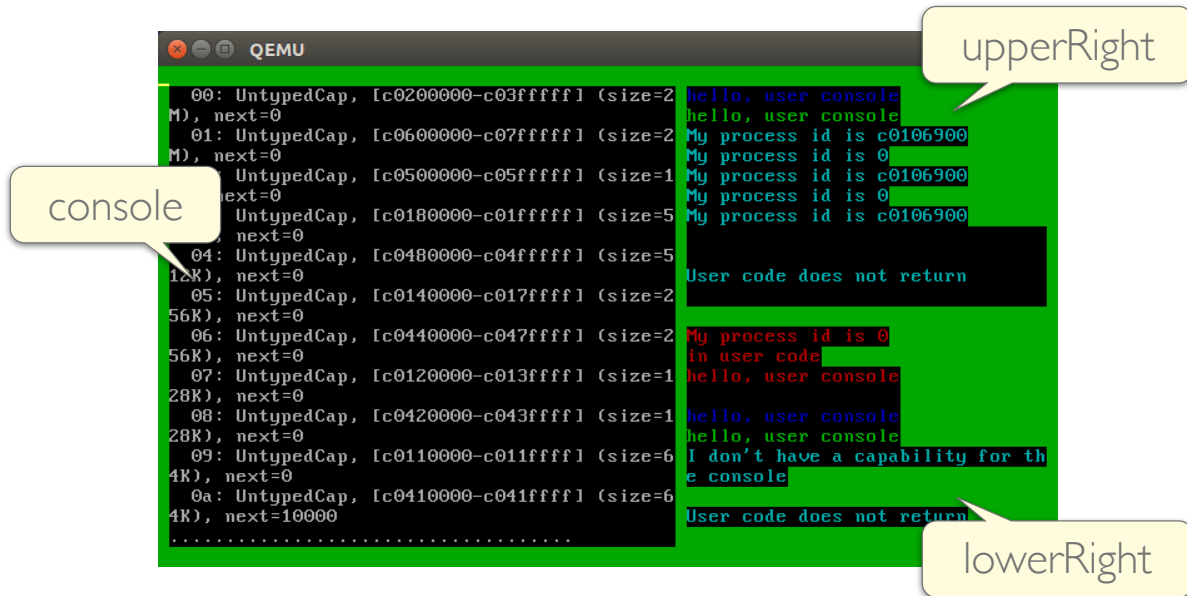 QEMU
upperRight
00: UntypedCap, [c0200000-c03fffff] (size=2
M), next=0
01: UntypedCap, [c0600000-c07fffff] (size=2
M), next=0
UntypedCap, [c0500000-c05fffff] (size=1
ext=0
UntypedCap, [c0180000-c01fffff] (size=5
, next=0
04: UntypedCap, [c0480000-c04fffff] (size=5
12K), next=0
05: UntypedCap, [c0140000-c017ffff] (size=2
56K), next=0
06: UntypedCap, [c0440000-c047ffff] (size=2
56K), next=0
07: UntypedCap, [c0120000-c013ffff] (size=1
28K), next=0
08: UntypedCap, [c0420000-c043ffff] (size=1
28K), next=0
09: UntypedCap, [c0110000-c011ffff] (size=6
4K), next=0
0a: UntypedCap, [c0410000-c041ffff] (size=6
4K), next=10000
....................................
console
hello, user console
hello, user console
My process id is c0106900
My process id is 0
My process id is c0106900
My process id is 0
My process id is c0106900
User code does not return
My process id is 0
in user code
hello, user console
hello, user console
hello, user console
I don't have a capability for th
e console
User code does not return
lowerRight